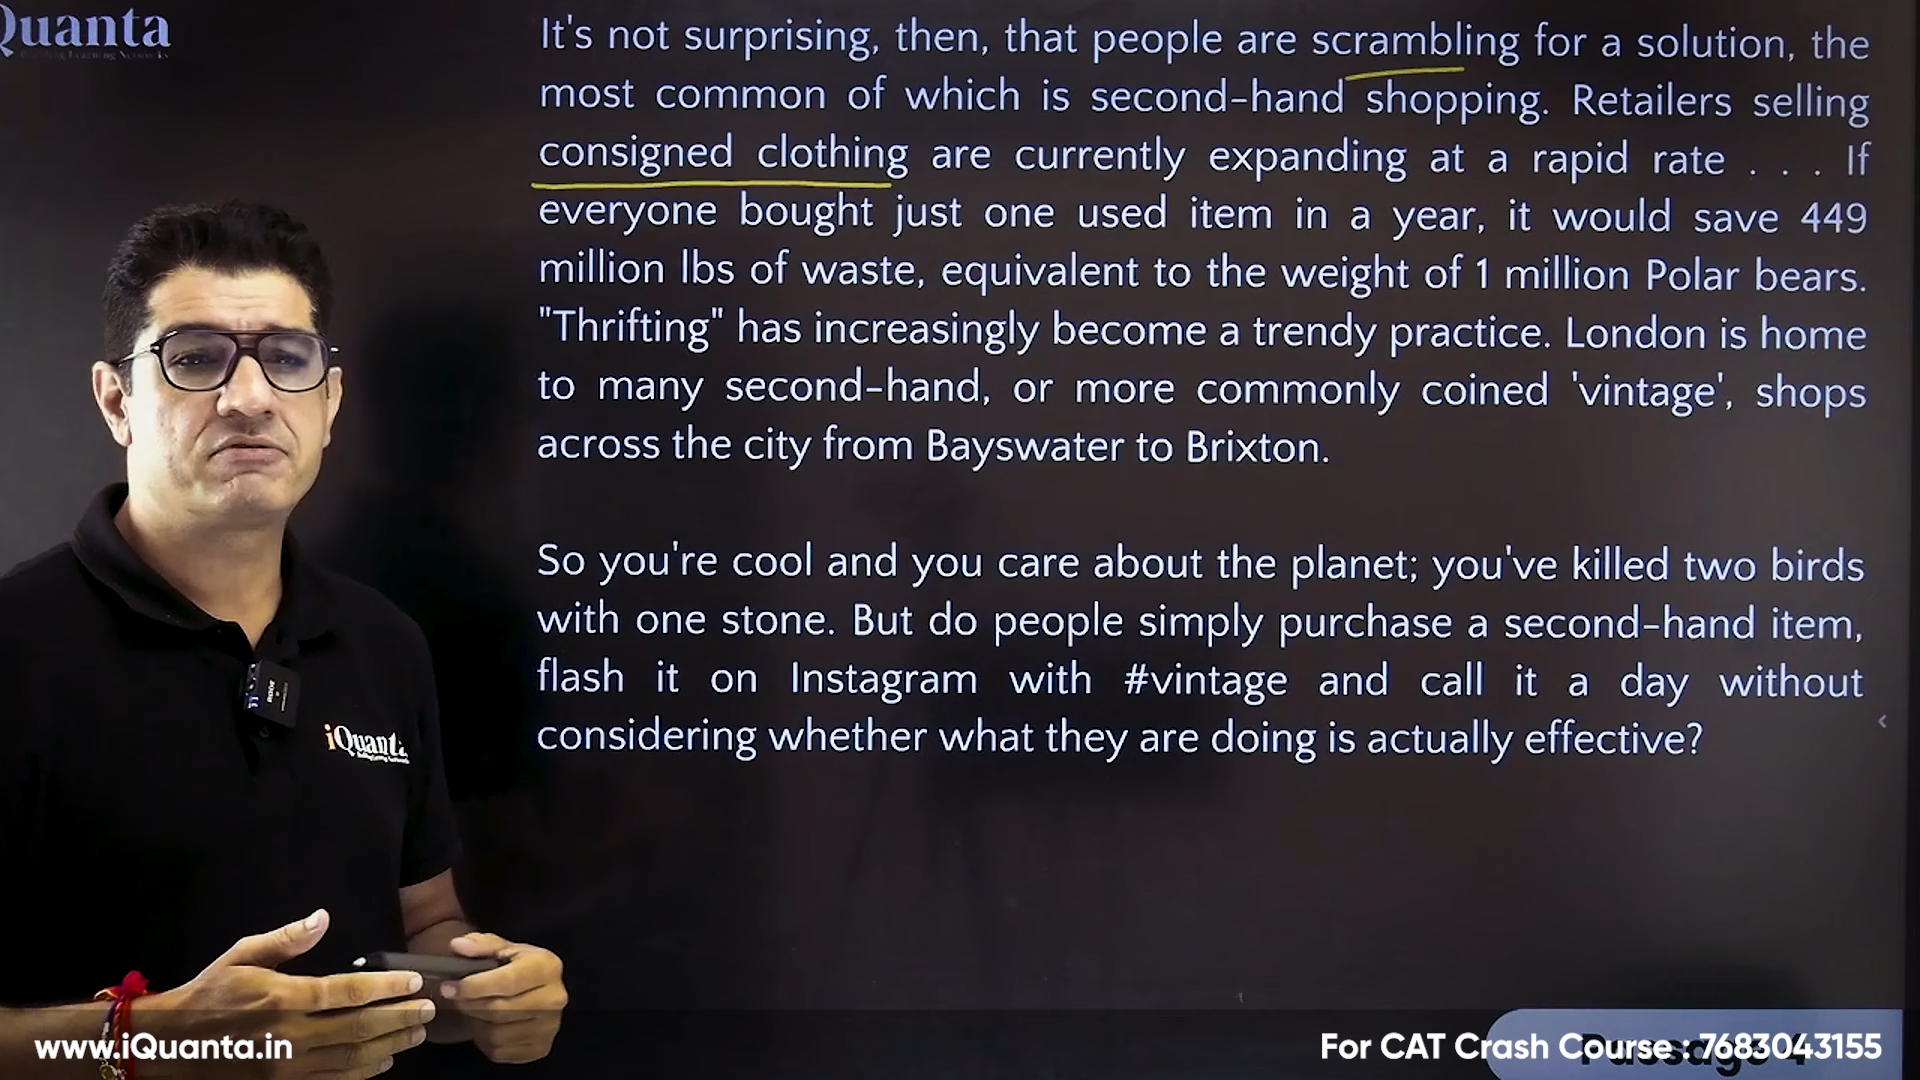 Quanta
It's not surprising, then, that people are scrambling for a solution, the
most common of which is second-hand shopping. Retailers selling
consigned clothing are currently expanding at a rapid rate . . . If
everyone bought just one used item in a year, it would save 449
million lbs of waste, equivalent to the weight of 1 million Polar bears.
"Thrifting" has increasingly become a trendy practice. London is home
to many second-hand, or more commonly coined 'vintage', shops
across the city from Bayswater to Brixton.
So you're cool and you care about the planet; you've killed two birds
with one stone. But do people simply purchase a second-hand item,
flash it on Instagram with #vintage and call it a day without
considering whether what they are doing is actually effective?
iQuanta
www.iQuanta.in
For CAT Crash Course : 7683043155
Passage 4